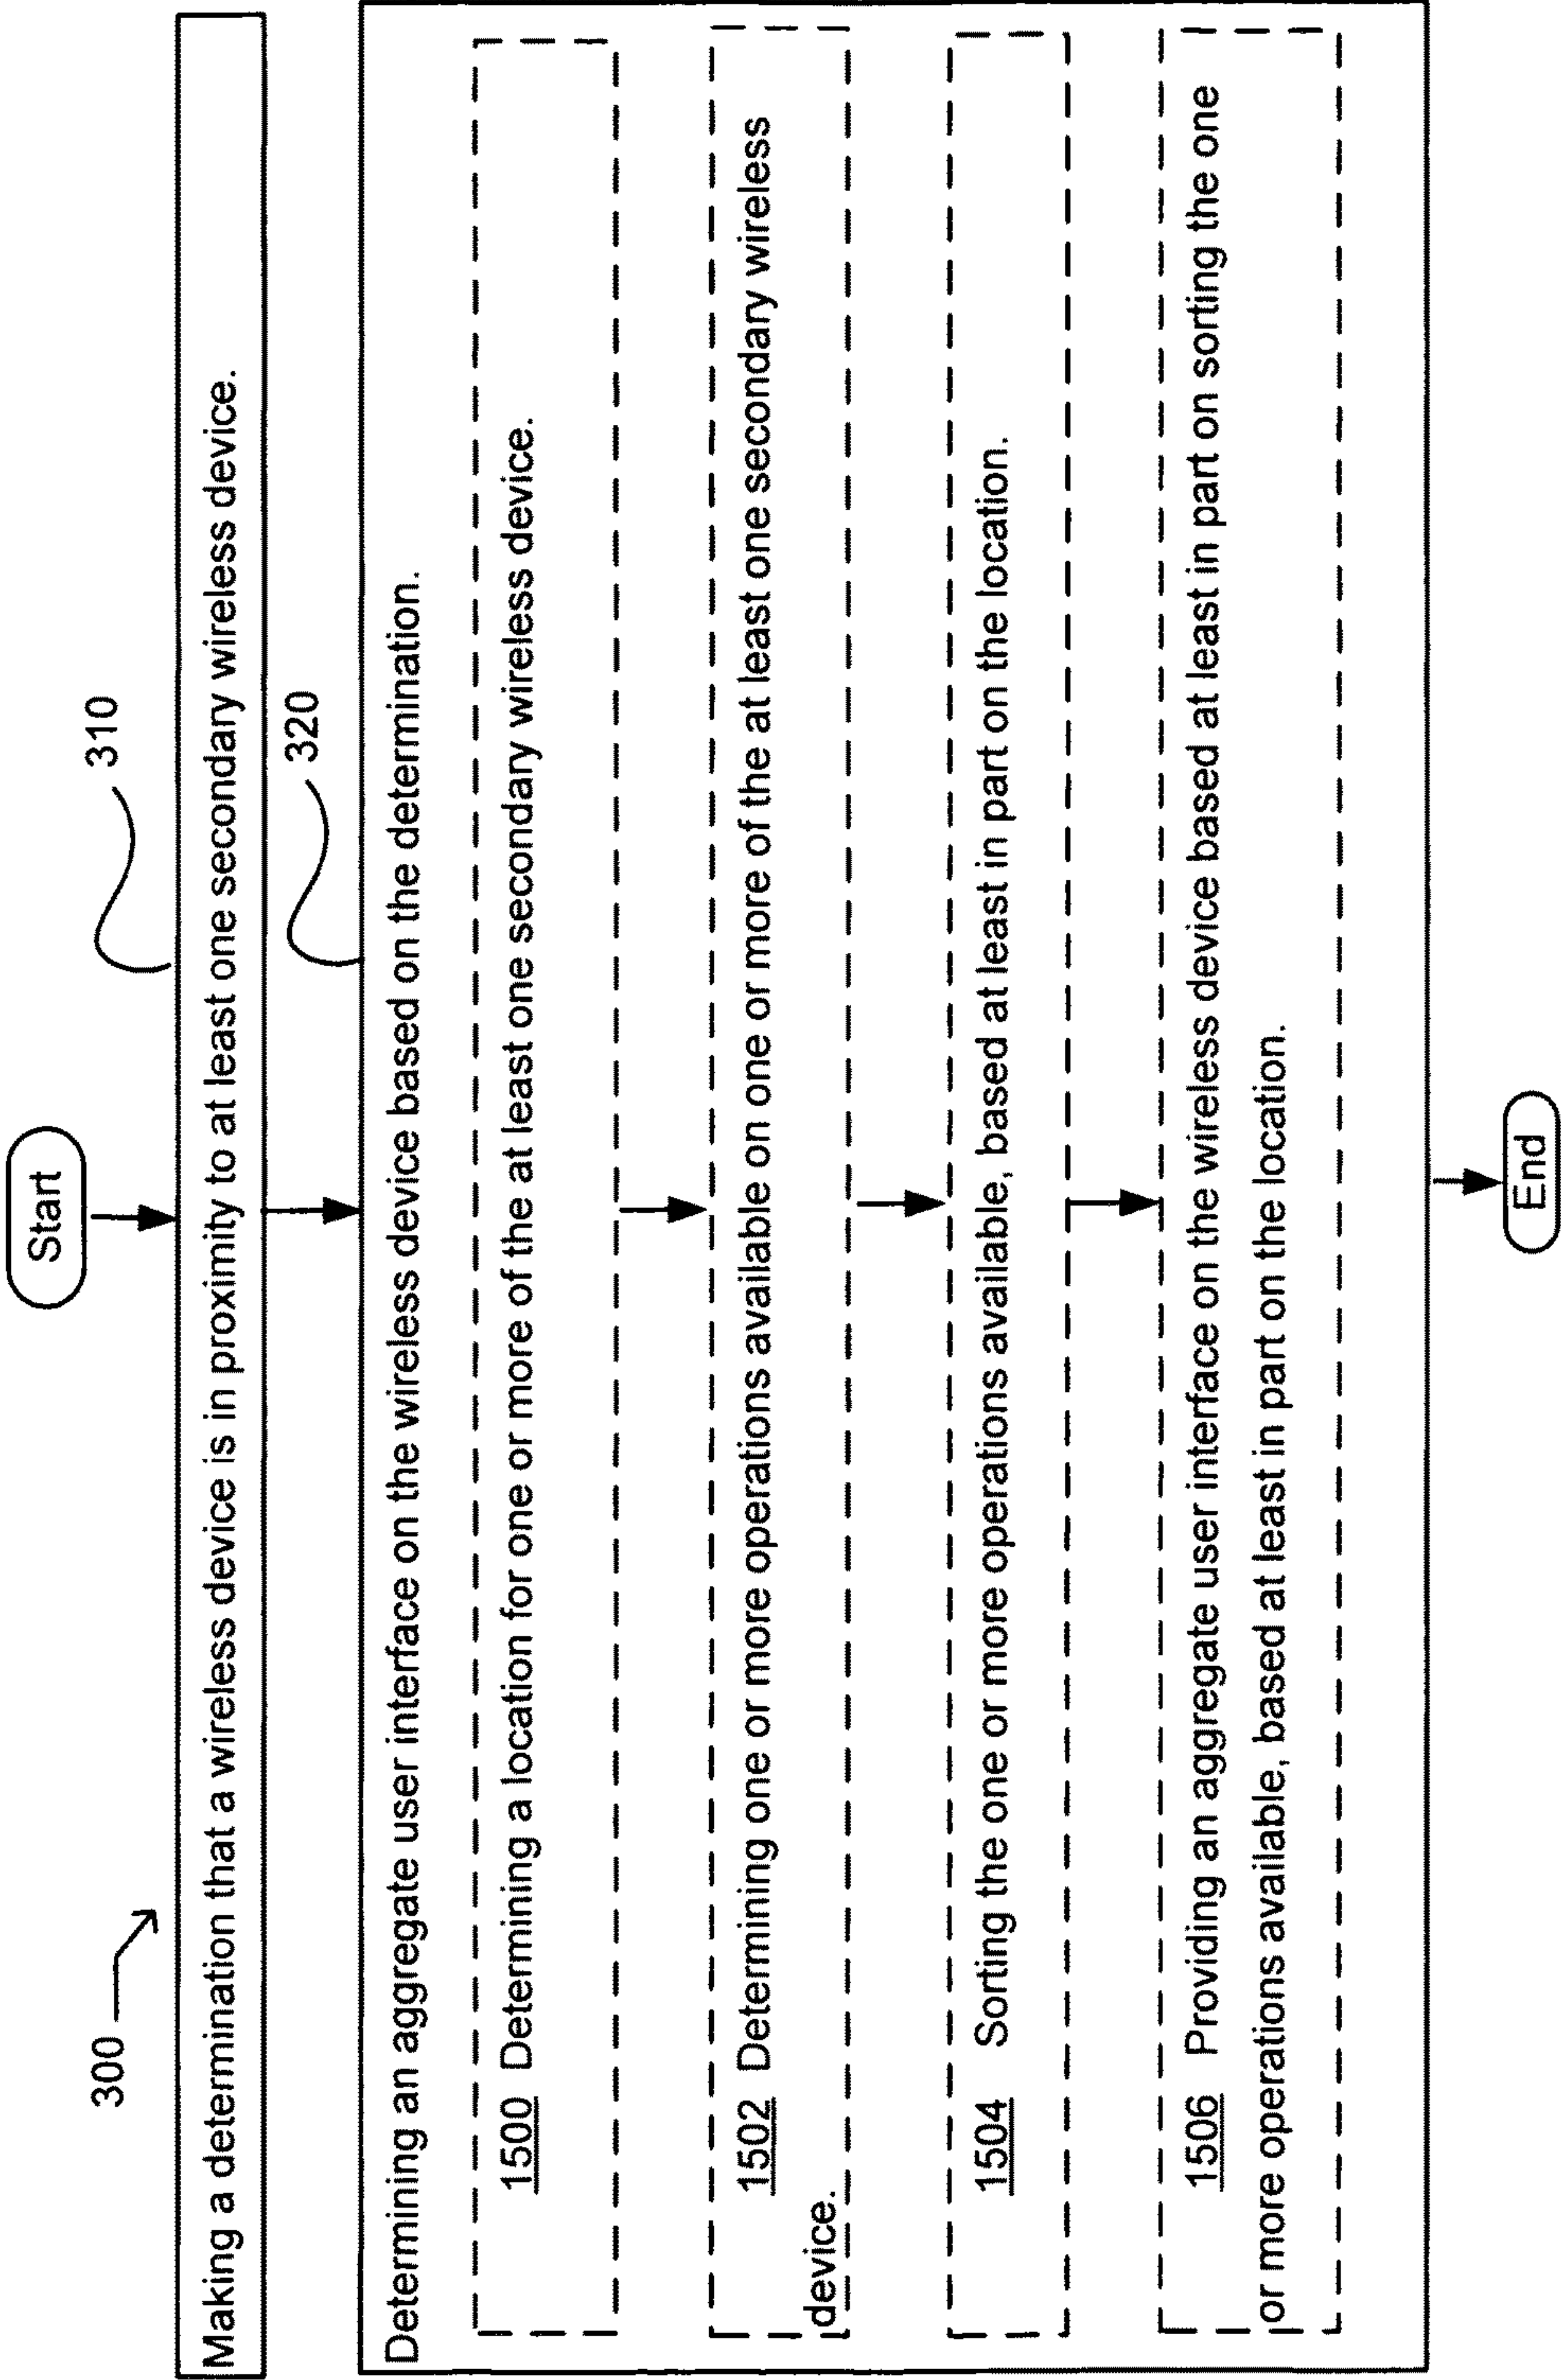 Start
300
310
Making a determination that a wireless device is in proximity to at least one secondary wireless device.
320
Determining an aggregate user interface on the wireless device based on the determination.
1500 Determining a location for one or more of the at least one secondary wireless device.
1502 Determining one or more operations available on one or more of the at least one secondary wireless
device.
1504 Sorting the one or more operations available, based at least in part on the location.
1506 Providing an aggregate user interface on the wireless device based at least in part on sorting the one
or more operations available, based at least in part on the location.
End